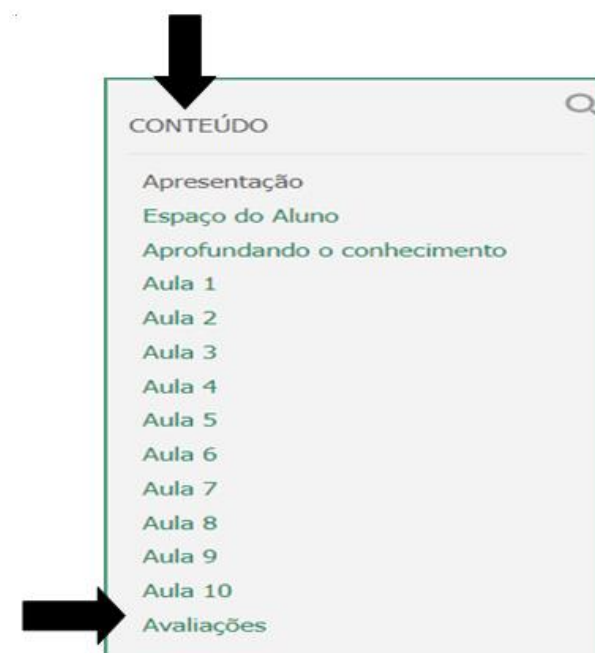 CONTEÚDO
Apresentação
Espaço do Aluno
Aprofundando o conhecimento
Aula 1
Aula 2
Aula 3
Aula 4
Aula 5
Aula 6
Aula 7
Aula 8
Aula 9
Aula 10
Avaliações